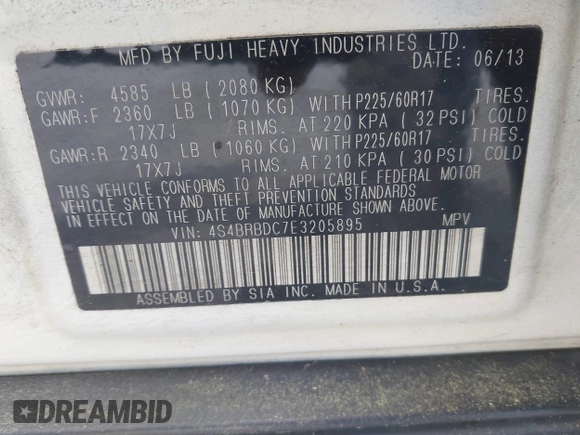 MFD BY FUJI HEAVY INDUSTRIES LTD.
DATE: 06/13
GVWR: 4585 LB ( 2080 KG)
GAWR:F 2360 LB ( 1070 KG) WITH P225/60R17 TIRES.
17X7J RIMS. AT 220 KPA ( 32 PSI) COLD
GAWR:R 2340 LB ( 1060 KG) WITH P225/60R17 TIRES.
17X7J RIMS. AT 210 KPA ( 30 PSI) COLD
THIS VEHICLE CONFORMS TO ALL APPLICABLE FEDERAL MOTOR
VEHICLE SAFETY AND THEFT PREVENTION STANDARDS
IN EFFECT ON THE DATE OF MANUFACTURE SHOWN ABOVE.
VIN: 4S4BRBDC7E3205895 MPV
ASSEMBLED BY SIA INC. MADE IN U.S.A.
DREAMBID